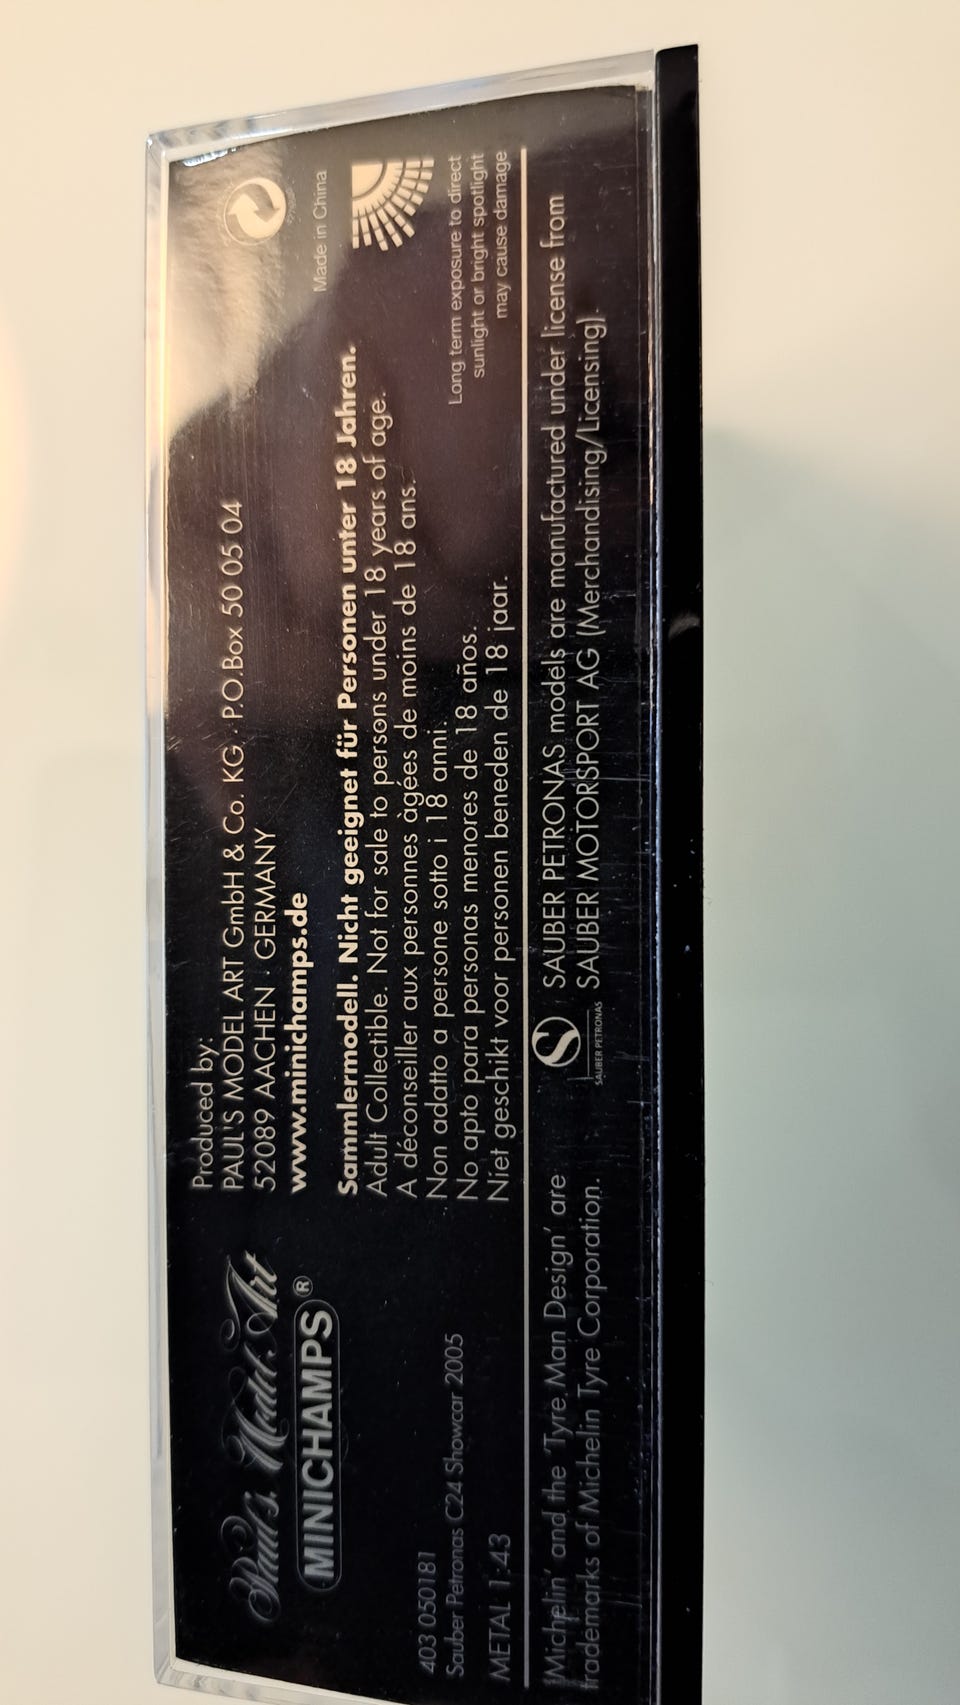 Paul's Model Art
MINICHAMPS®
403 050181
Sauber Petronas C24 Showcar 2005
METAL 1:43
Produced by:
PAUL'S MODEL ART GmbH & Co. KG · P.O.Box 50 05 04
52089 AACHEN · GERMANY
www.minichamps.de
Sammlermodell. Nicht geeignet für Personen unter 18 Jahren.
Adult Collectible. Not for sale to persons under 18 years of age.
A déconseiller aux personnes àgées de moins de 18 ans.
Non adatto a persone sotto i 18 anni.
No apto para personas menores de 18 años.
Niet geschikt voor personen beneden de 18 jaar.
Made in China
Long term exposure to direct
sunlight or bright spotlight
may cause damage
'Michelin' and the 'Tyre Man Design' are
trademarks of Michelin Tyre Corporation.
SAUBER PETRONAS
SAUBER PETRONAS models are manufactured under license from
SAUBER MOTORSPORT AG (Merchandising/Licensing).